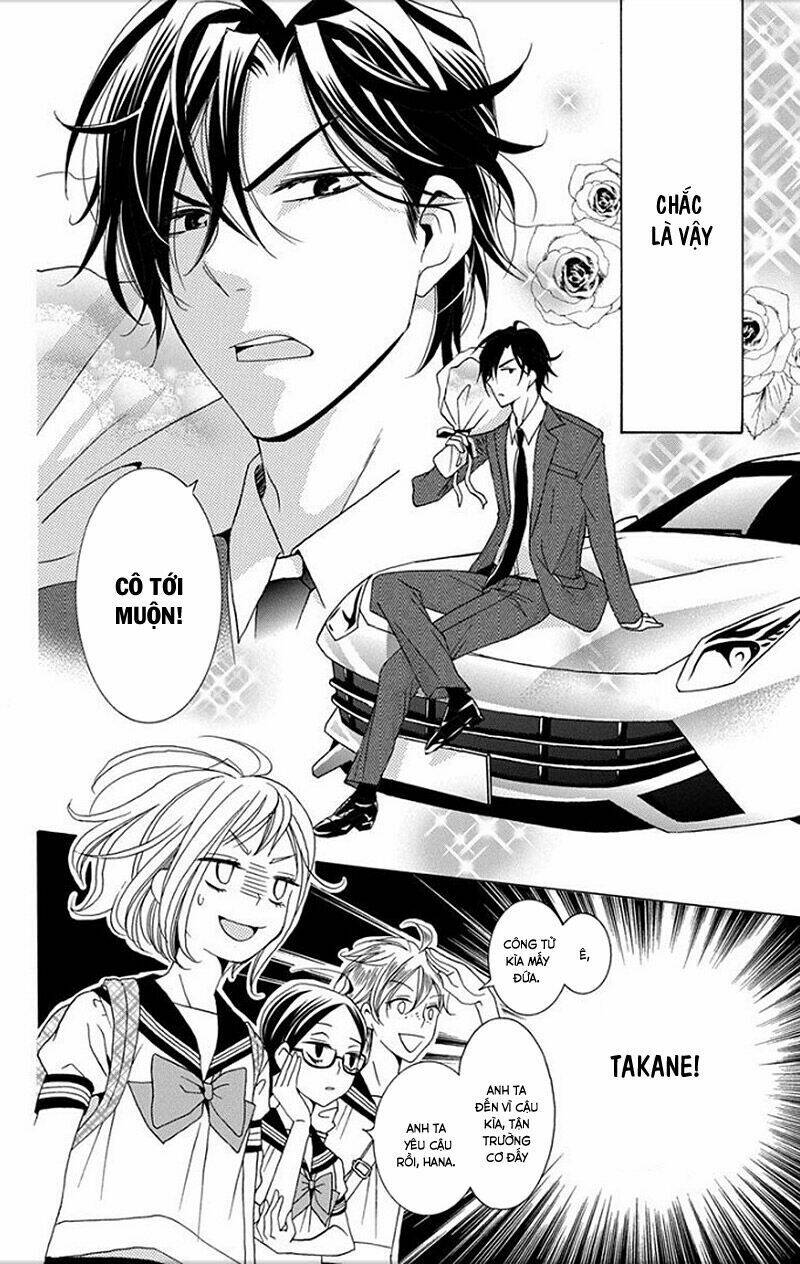 CHẮC
LÀ VẬY
CÔ TỚI
MUỘN!
TAKANE!
Ê,
CÔNG TỬ
KÌA MẤY
ĐỨA.
ANH TA
ĐẾN VÌ CẬU
KÌA, TẬN
TRƯỜNG
CƠ ĐẤY
ANH TA
YÊU CẬU
RỒI, HANA.